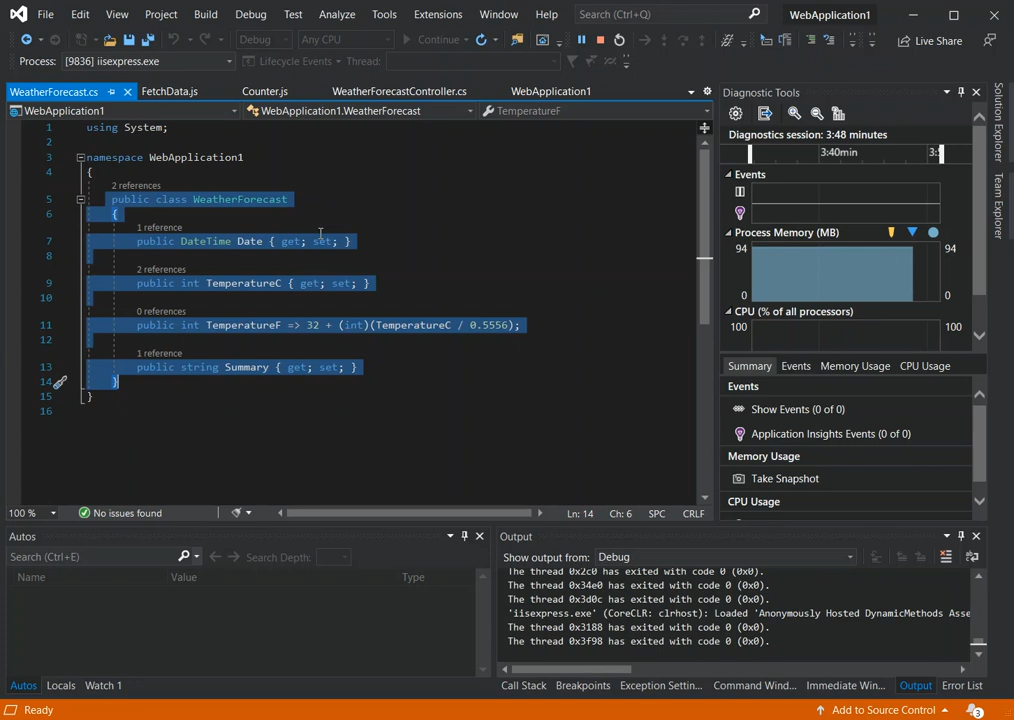 File Edit View Project Build Debug Test Analyze Tools Extensions Window Help Search (Ctrl+Q) WebApplication1
Debug Any CPU Continue Live Share
Process: [9836] iisexpress.exe Lifecycle Events Thread:
WeatherForecast.cs FetchData.js Counter.js WeatherForecastController.cs WebApplication1
WebApplication1 WebApplication1.WeatherForecast TemperatureF
1 using System;
2
3 namespace WebApplication1
4 {
2 references
5 public class WeatherForecast
6 {
1 reference
7 public DateTime Date { get; set; }
8
2 references
9 public int TemperatureC { get; set; }
10
0 references
11 public int TemperatureF => 32 + (int)(TemperatureC / 0.5556);
12
1 reference
13 public string Summary { get; set; }
14 }
15 }
16
100 % No issues found Ln: 14 Ch: 6 SPC CRLF
Diagnostic Tools
Diagnostics session: 3:48 minutes
3:40min 3:5
Events
Process Memory (MB)
94 94
0 0
CPU (% of all processors)
100 100
Summary Events Memory Usage CPU Usage
Events
Show Events (0 of 0)
Application Insights Events (0 of 0)
Memory Usage
Take Snapshot
CPU Usage
Solution Explorer
Team Explorer
Autos
Search (Ctrl+E) Search Depth:
Name Value Type
Autos Locals Watch 1
Output
Show output from: Debug
The thread 0x2c0 has exited with code 0 (0x0).
The thread 0x34e0 has exited with code 0 (0x0).
The thread 0x3d0c has exited with code 0 (0x0).
'iisexpress.exe' (CoreCLR: clrhost): Loaded 'Anonymously Hosted DynamicMethods Asse
The thread 0x3188 has exited with code 0 (0x0).
The thread 0x3f98 has exited with code 0 (0x0).
Call Stack Breakpoints Exception Settin... Command Wind... Immediate Win... Output Error List
Ready Add to Source Control 3